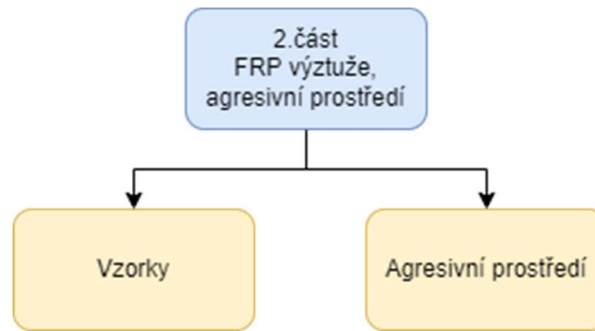 2.část
FRP výztuže,
agresivní prostředí
Vzorky
Agresivní prostředí